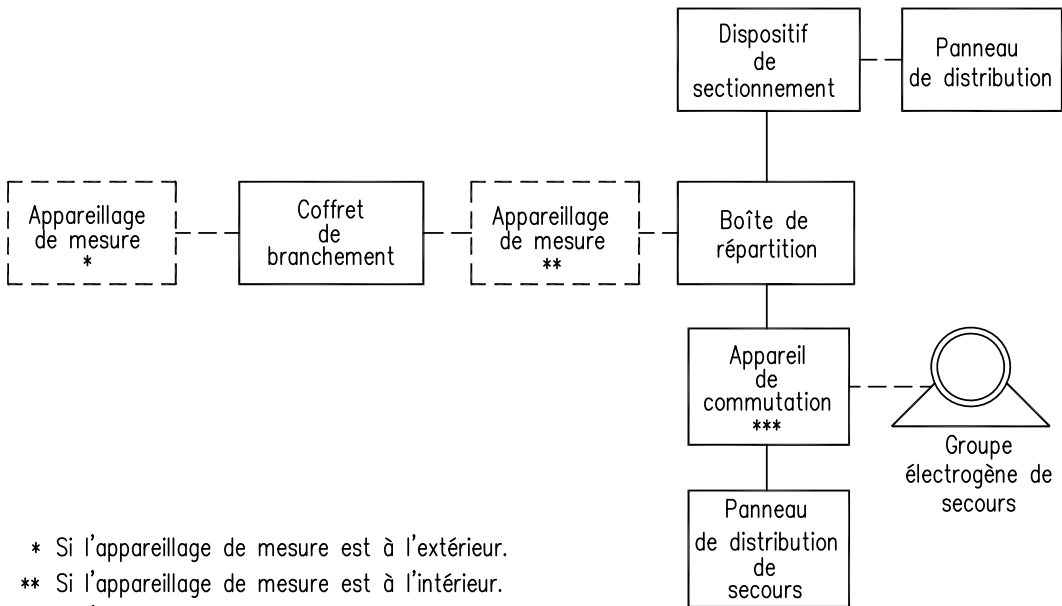 Dispositif
de
sectionnement
Panneau
de distribution
Appareillage
de mesure
*
Coffret
de
branchement
Appareillage
de mesure
**
Boîte de
répartition
Appareil
de
commutation
***
Groupe
électrogène de
secours
Panneau
de distribution
de
secours
* Si l'appareillage de mesure est à l'extérieur.
** Si l'appareillage de mesure est à l'intérieur.